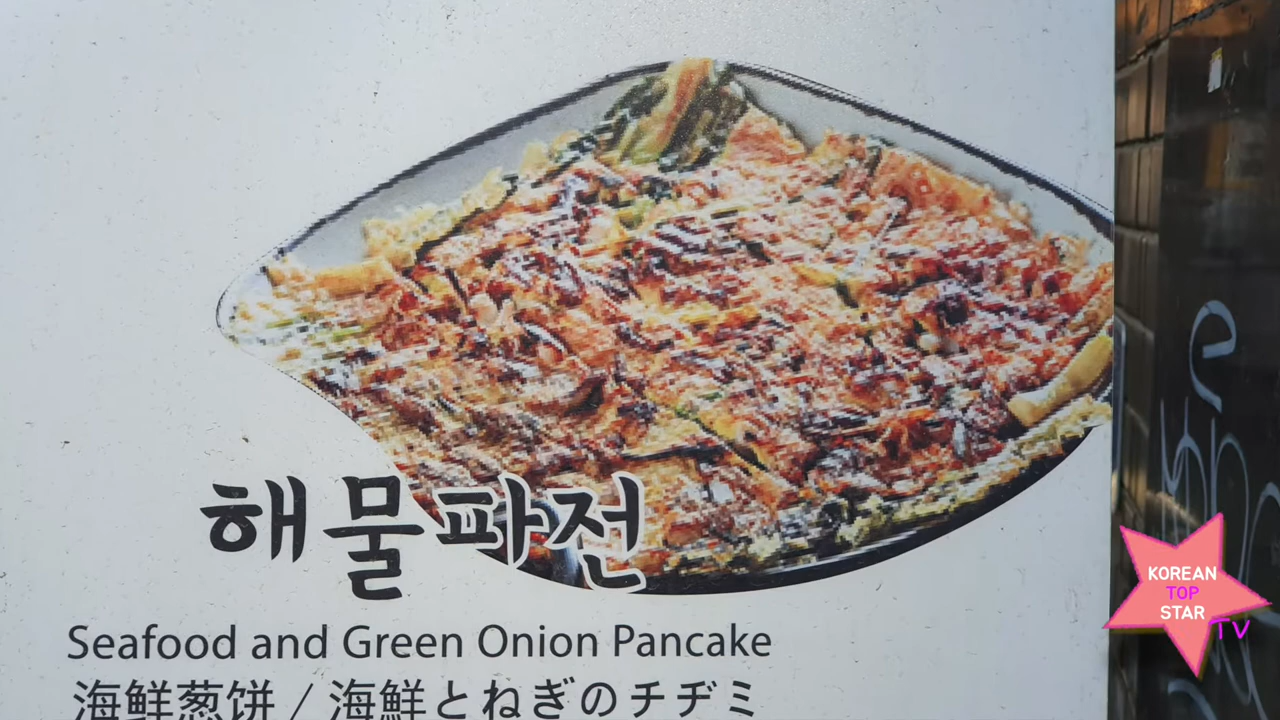 해물파전
Seafood and Green Onion Pancake
海鲜葱饼 / 海鮮とねぎのチヂミ
KOREAN
TOP
STAR
TV